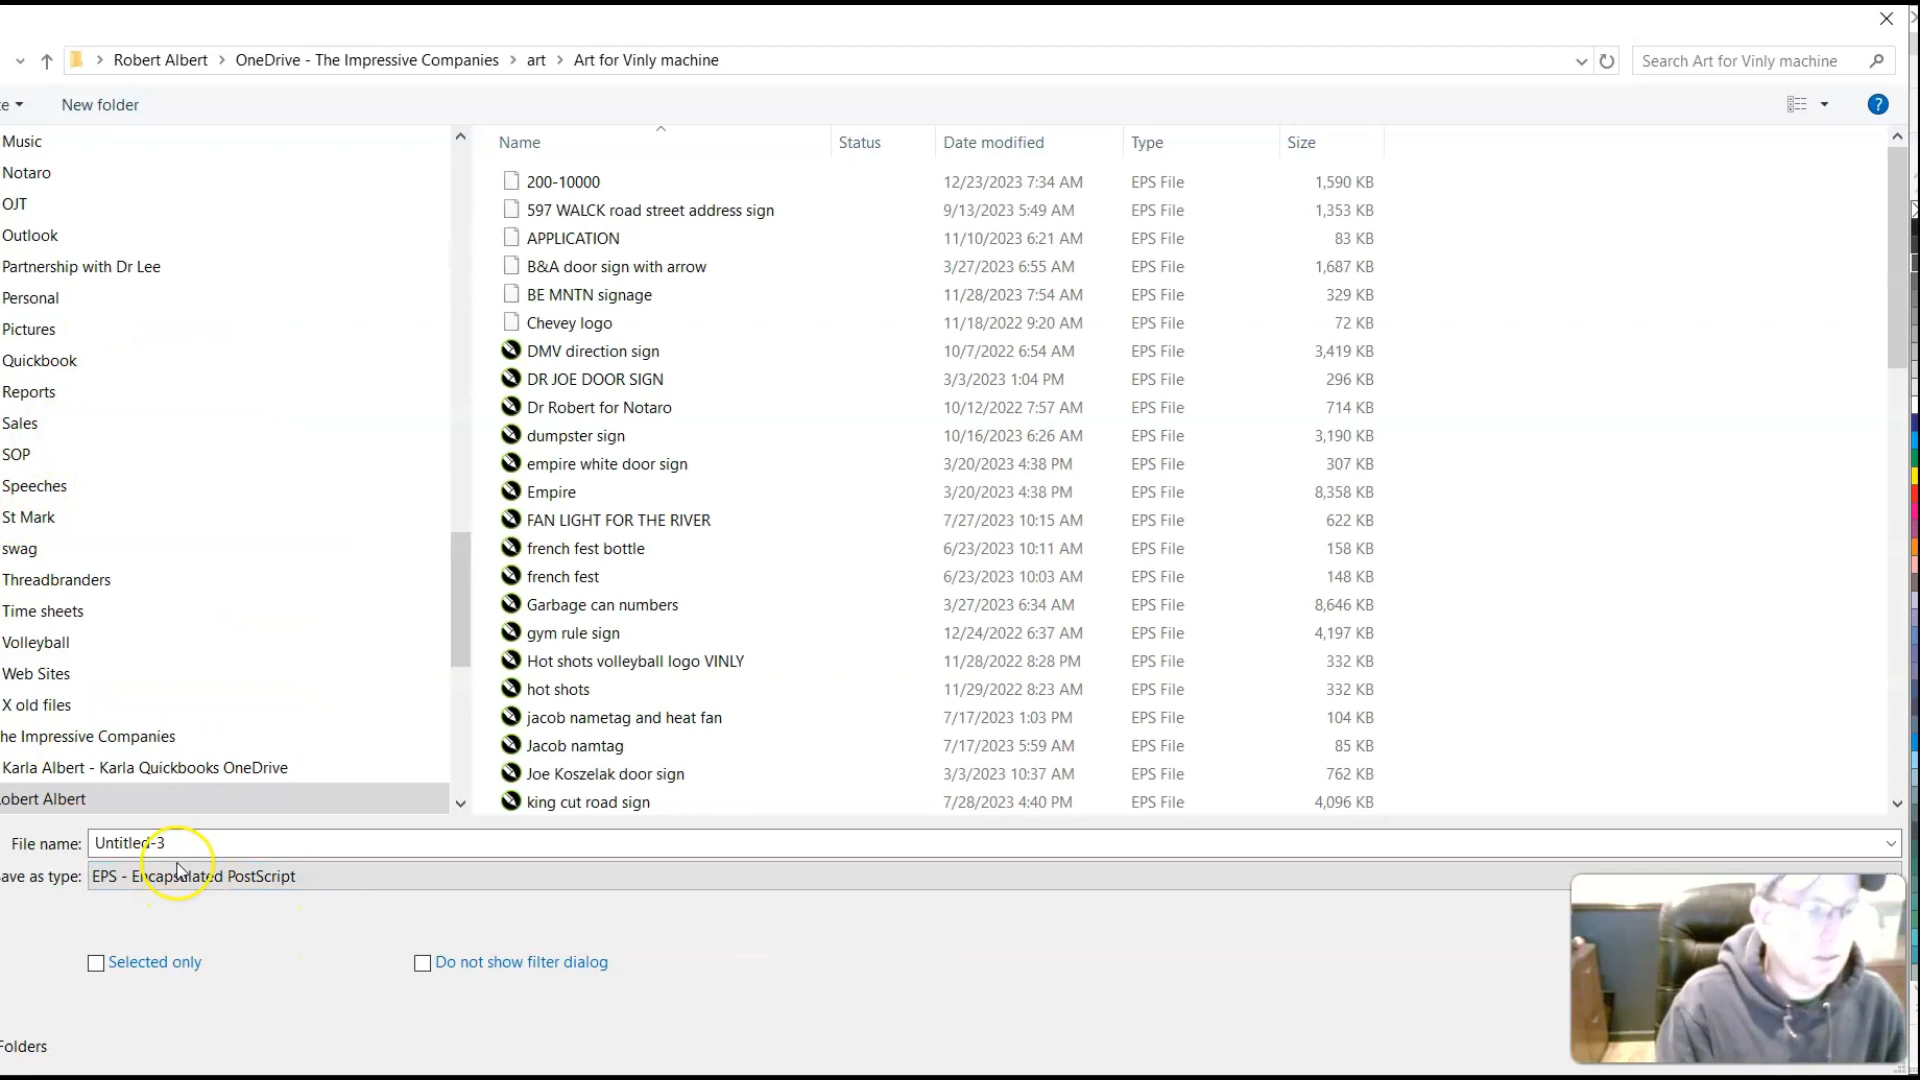 Robert Albert > OneDrive - The Impressive Companies > art > Art for Vinly machine
Search Art for Vinly machine
New folder
?
Music
Notaro
OJT
Outlook
Partnership with Dr Lee
Personal
Pictures
Quickbook
Reports
Sales
SOP
Speeches
St Mark
swag
Threadbranders
Time sheets
Volleyball
Web Sites
X old files
he Impressive Companies
Karla Albert - Karla Quickbooks OneDrive
obert Albert
Name Status Date modified Type Size
200-10000 12/23/2023 7:34 AM EPS File 1,590 KB
597 WALCK road street address sign 9/13/2023 5:49 AM EPS File 1,353 KB
APPLICATION 11/10/2023 6:21 AM EPS File 83 KB
B&A door sign with arrow 3/27/2023 6:55 AM EPS File 1,687 KB
BE MNTN signage 11/28/2023 7:54 AM EPS File 329 KB
Chevey logo 11/18/2022 9:20 AM EPS File 72 KB
DMV direction sign 10/7/2022 6:54 AM EPS File 3,419 KB
DR JOE DOOR SIGN 3/3/2023 1:04 PM EPS File 296 KB
Dr Robert for Notaro 10/12/2022 7:57 AM EPS File 714 KB
dumpster sign 10/16/2023 6:26 AM EPS File 3,190 KB
empire white door sign 3/20/2023 4:38 PM EPS File 307 KB
Empire 3/20/2023 4:38 PM EPS File 8,358 KB
FAN LIGHT FOR THE RIVER 7/27/2023 10:15 AM EPS File 622 KB
french fest bottle 6/23/2023 10:11 AM EPS File 158 KB
french fest 6/23/2023 10:03 AM EPS File 148 KB
Garbage can numbers 3/27/2023 6:34 AM EPS File 8,646 KB
gym rule sign 12/24/2022 6:37 AM EPS File 4,197 KB
Hot shots volleyball logo VINLY 11/28/2022 8:28 PM EPS File 332 KB
hot shots 11/29/2022 8:23 AM EPS File 332 KB
jacob nametag and heat fan 7/17/2023 1:03 PM EPS File 104 KB
Jacob namtag 7/17/2023 5:59 AM EPS File 85 KB
Joe Koszelak door sign 3/3/2023 10:37 AM EPS File 762 KB
king cut road sign 7/28/2023 4:40 PM EPS File 4,096 KB
File name: Untitled-3
ave as type: EPS - Encapsulated PostScript
Selected only Do not show filter dialog
Folders